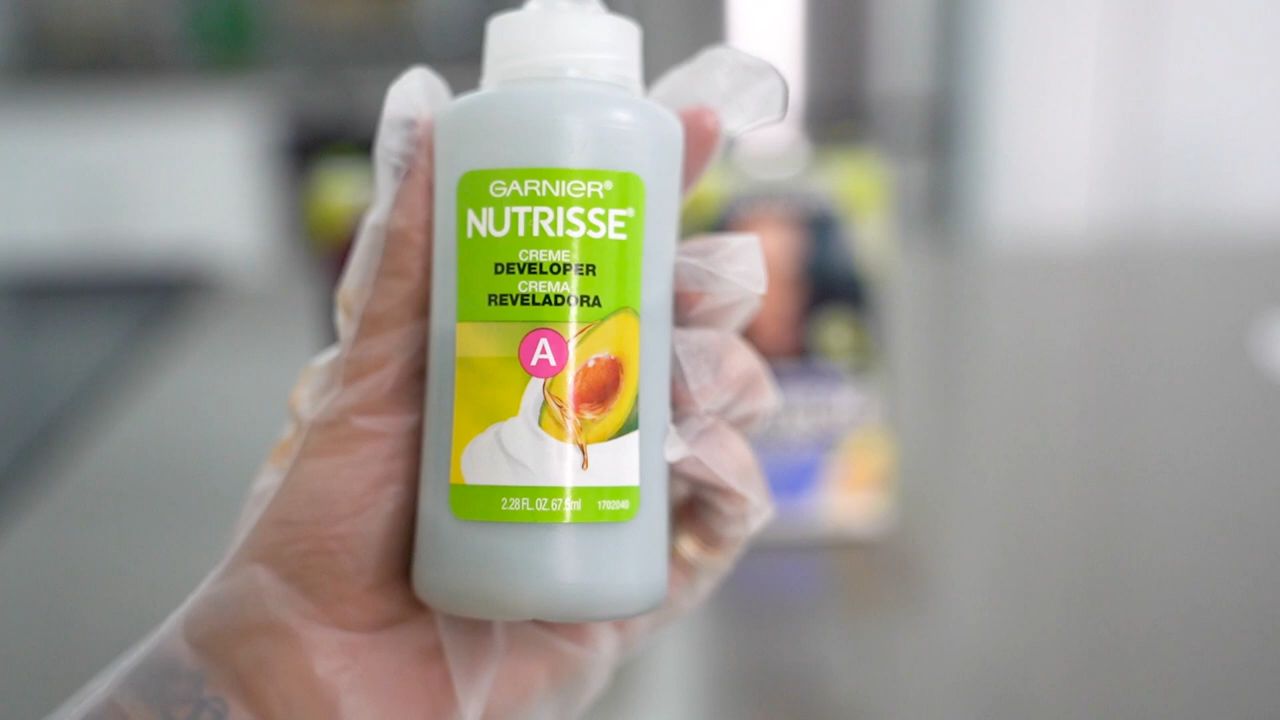 GARNIER®
NUTRISSE®
CREME
DEVELOPER
CREMA
REVELADORA
A
2.28 FL. OZ. 67.5ml 1702040